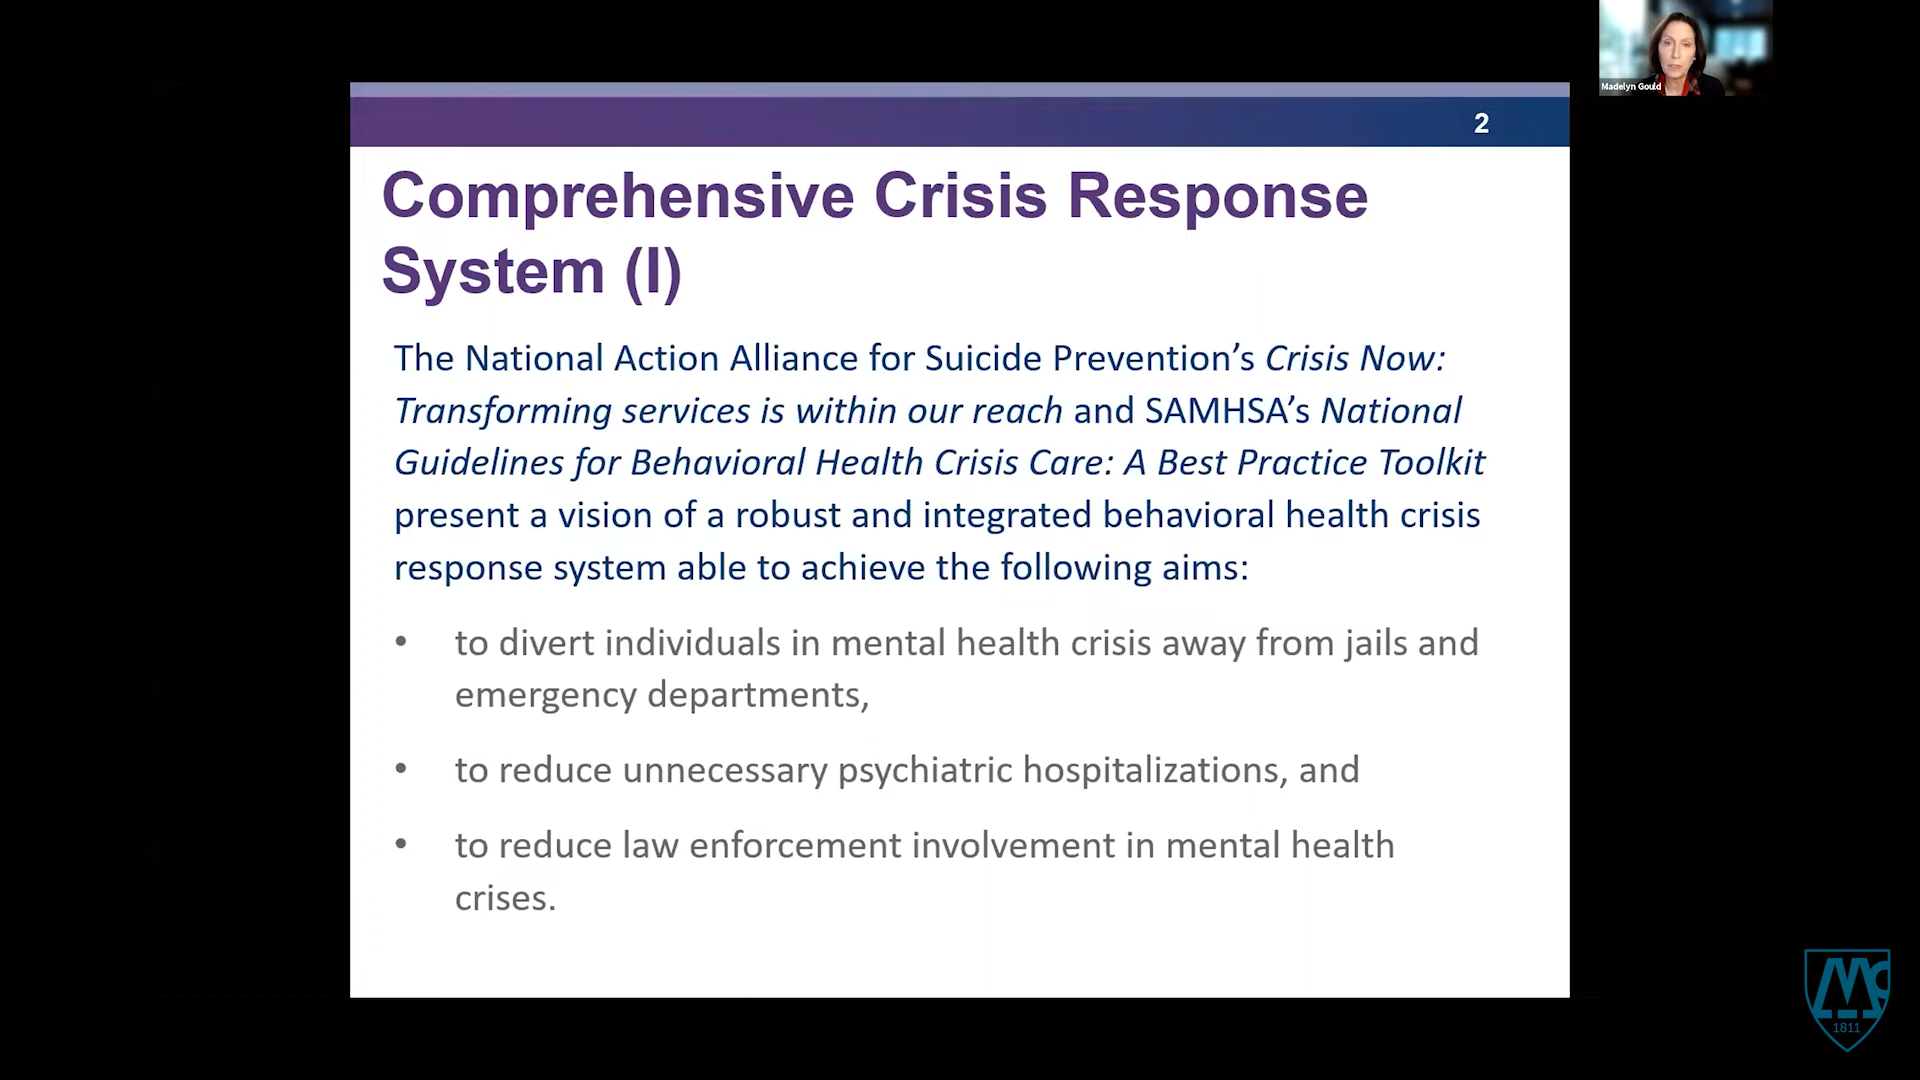 Madelyn Gould
2
Comprehensive Crisis Response
System (I)
The National Action Alliance for Suicide Prevention’s Crisis Now:
Transforming services is within our reach and SAMHSA’s National
Guidelines for Behavioral Health Crisis Care: A Best Practice Toolkit
present a vision of a robust and integrated behavioral health crisis
response system able to achieve the following aims:
• to divert individuals in mental health crisis away from jails and
emergency departments,
• to reduce unnecessary psychiatric hospitalizations, and
• to reduce law enforcement involvement in mental health
crises.
Mc
1811